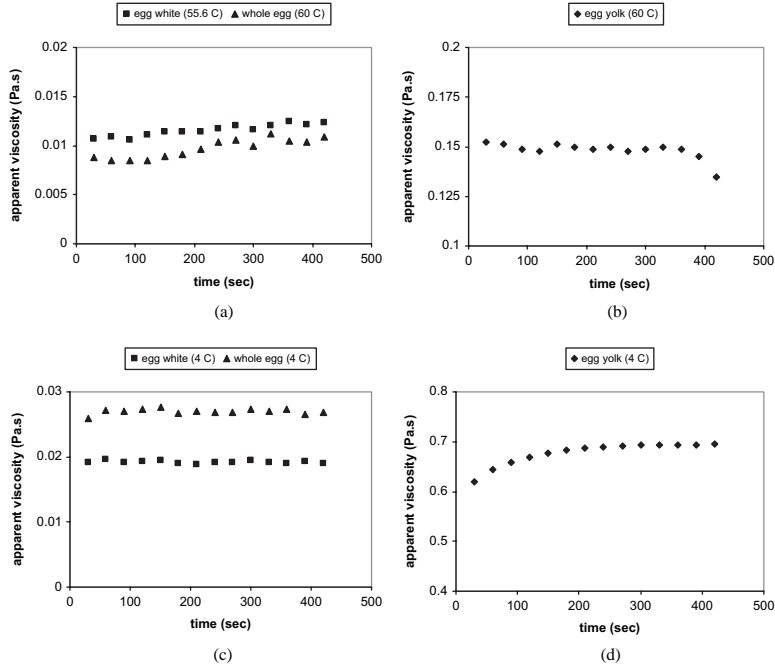 ■ egg white (55.6 C) ▲ whole egg (60 C)
0.02
0.015
0.01
0.005
0
0 100 200 300 400 500
apparent viscosity (Pa.s)
time (sec)
(a)
◆ egg yolk (60 C)
0.2
0.175
0.15
0.125
0.1
0 100 200 300 400 500
apparent viscosity (Pa.s)
time (sec)
(b)
■ egg white (4 C) ▲ whole egg (4 C)
0.03
0.02
0.01
0
0 100 200 300 400 500
apparent viscosity (Pa.s)
time (sec)
(c)
◆ egg yolk (4 C)
0.8
0.7
0.6
0.5
0.4
0 100 200 300 400 500
apparent viscosity (Pa.s)
time (sec)
(d)